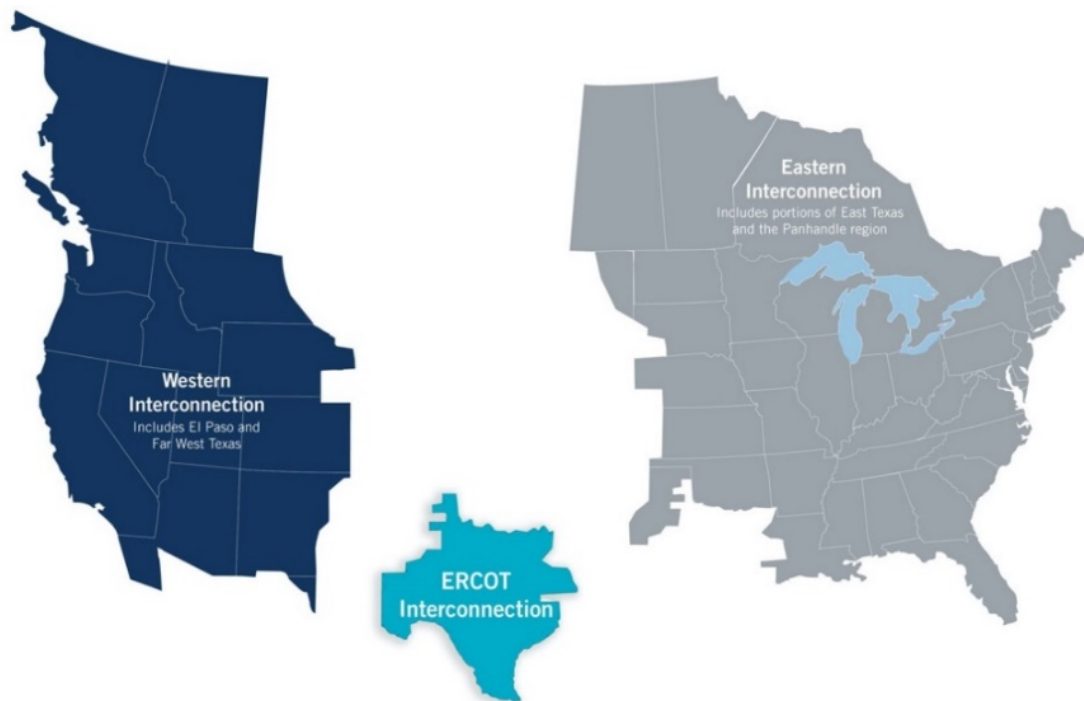 Eastern
Interconnection
Includes portions of East Texas
and the Panhandle region
Western
Interconnection
Includes El Paso and
Far West Texas
ERCOT
Interconnection